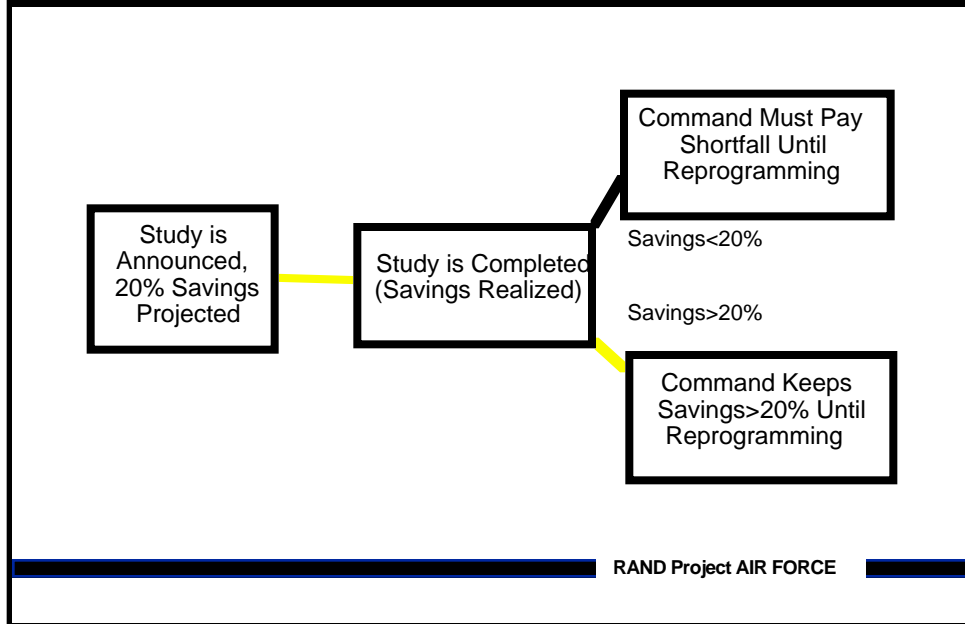 Study is
Announced,
20% Savings
Projected
Study is Completed
(Savings Realized)
Command Must Pay
Shortfall Until
Reprogramming
Savings<20%
Savings>20%
Command Keeps
Savings>20% Until
Reprogramming
RAND Project AIR FORCE